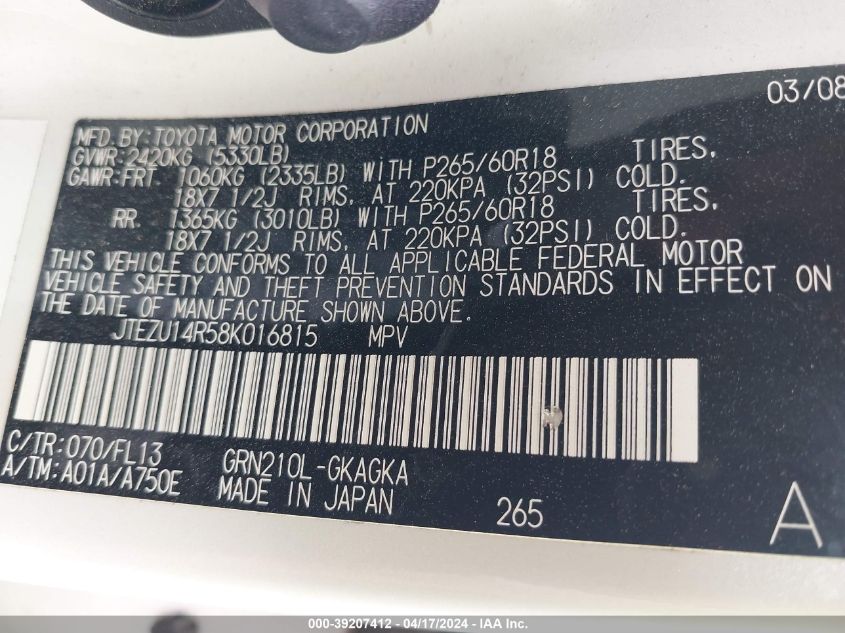 03/08
MFD.BY:TOYOTA MOTOR CORPORATION
GVWR:2420KG (5330LB)
GAWR:FRT. 1060KG (2335LB) WITH P265/60R18 TIRES,
18X7 1/2J RIMS, AT 220KPA (32PSI) COLD.
RR. 1365KG (3010LB) WITH P265/60R18 TIRES,
18X7 1/2J RIMS, AT 220KPA (32PSI) COLD.
THIS VEHICLE CONFORMS TO ALL APPLICABLE FEDERAL MOTOR
VEHICLE SAFETY AND THEFT PREVENTION STANDARDS IN EFFECT ON
THE DATE OF MANUFACTURE SHOWN ABOVE.
JTEZU14R58K016815 MPV
C/TR:070/FL13
A/TM:A01A/A750E
GRN210L-GKAGKA
MADE IN JAPAN
265
A
000-39207412 - 04/17/2024 - IAA Inc.